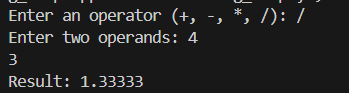 Enter an operator (+, -, *, /): /
Enter two operands: 4
3
Result: 1.33333